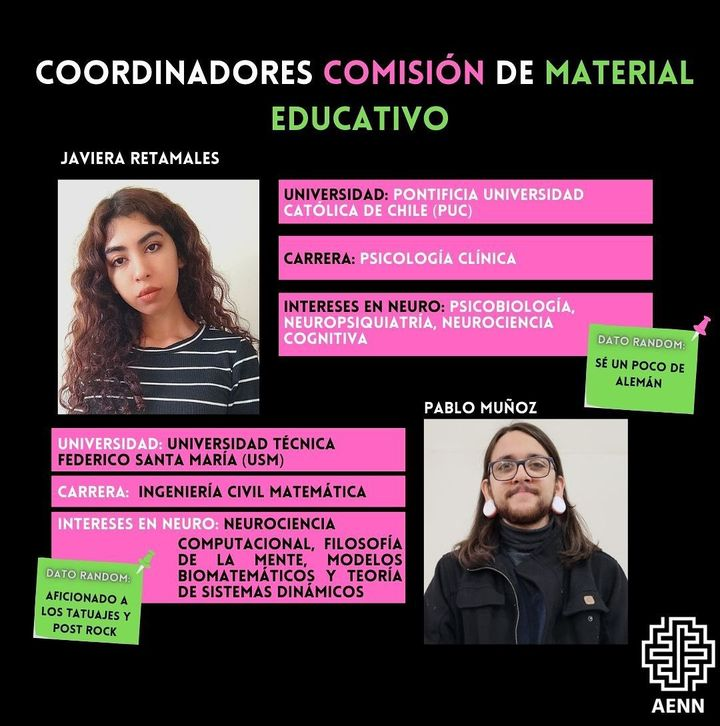 COORDINADORES COMISIÓN DE MATERIAL
EDUCATIVO
JAVIERA RETAMALES
UNIVERSIDAD: PONTIFICIA UNIVERSIDAD
CATÓLICA DE CHILE (PUC)
CARRERA: PSICOLOGÍA CLÍNICA
INTERESES EN NEURO: PSICOBIOLOGÍA,
NEUROPSIQUIATRÍA, NEUROCIENCIA
COGNITIVA
DATO RANDOM:
SÉ UN POCO DE
ALEMÁN
PABLO MUÑOZ
UNIVERSIDAD: UNIVERSIDAD TÉCNICA
FEDERICO SANTA MARÍA (USM)
CARRERA: INGENIERÍA CIVIL MATEMÁTICA
INTERESES EN NEURO: NEUROCIENCIA
COMPUTACIONAL, FILOSOFÍA
DE LA MENTE, MODELOS
BIOMATEMÁTICOS Y TEORÍA
DE SISTEMAS DINÁMICOS
DATO RANDOM:
AFICIONADO A
LOS TATUAJES Y
POST ROCK
AENN